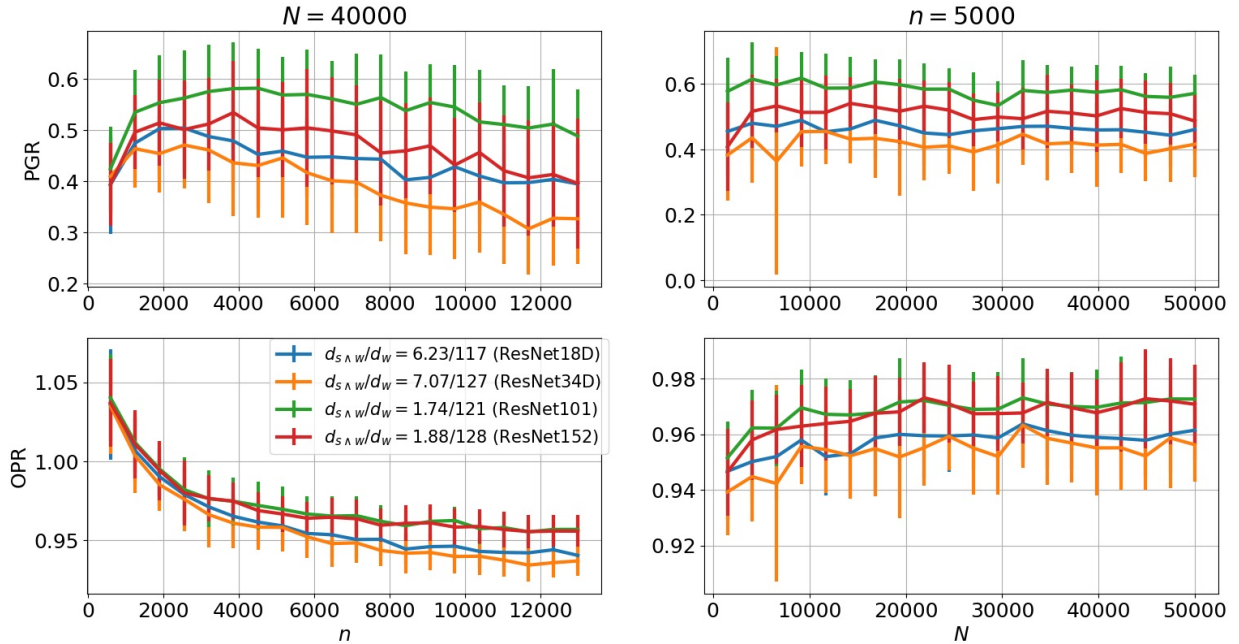 N = 40000
n = 5000
PGR
0.6
0.5
0.4
0.3
0.2
0 2000 4000 6000 8000 10000 12000
0.6
0.4
0.2
0.0
0 10000 20000 30000 40000 50000
OPR
1.05
1.00
0.95
d_{s∧w}/d_w = 6.23/117 (ResNet18D)
d_{s∧w}/d_w = 7.07/127 (ResNet34D)
d_{s∧w}/d_w = 1.74/121 (ResNet101)
d_{s∧w}/d_w = 1.88/128 (ResNet152)
0 2000 4000 6000 8000 10000 12000
n
0.98
0.96
0.94
0.92
0 10000 20000 30000 40000 50000
N